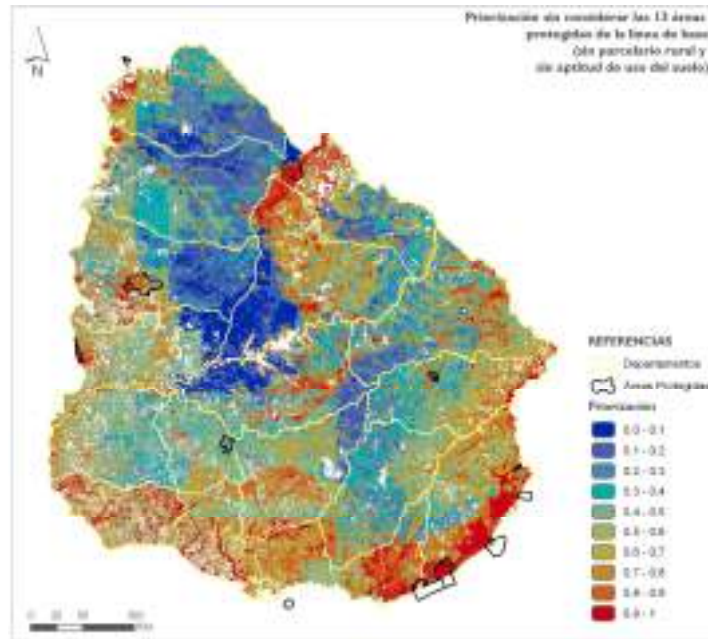 Priorización sin considerar las 13 áreas
protegidas de la línea de base
(sin parcelario rural y
sin aptitud de uso del suelo)
N
REFERENCIAS
Departamentos
Áreas Protegidas
Priorización
0.0 - 0.1
0.1 - 0.2
0.2 - 0.3
0.3 - 0.4
0.4 - 0.5
0.5 - 0.6
0.6 - 0.7
0.7 - 0.8
0.8 - 0.9
0.9 - 1
0